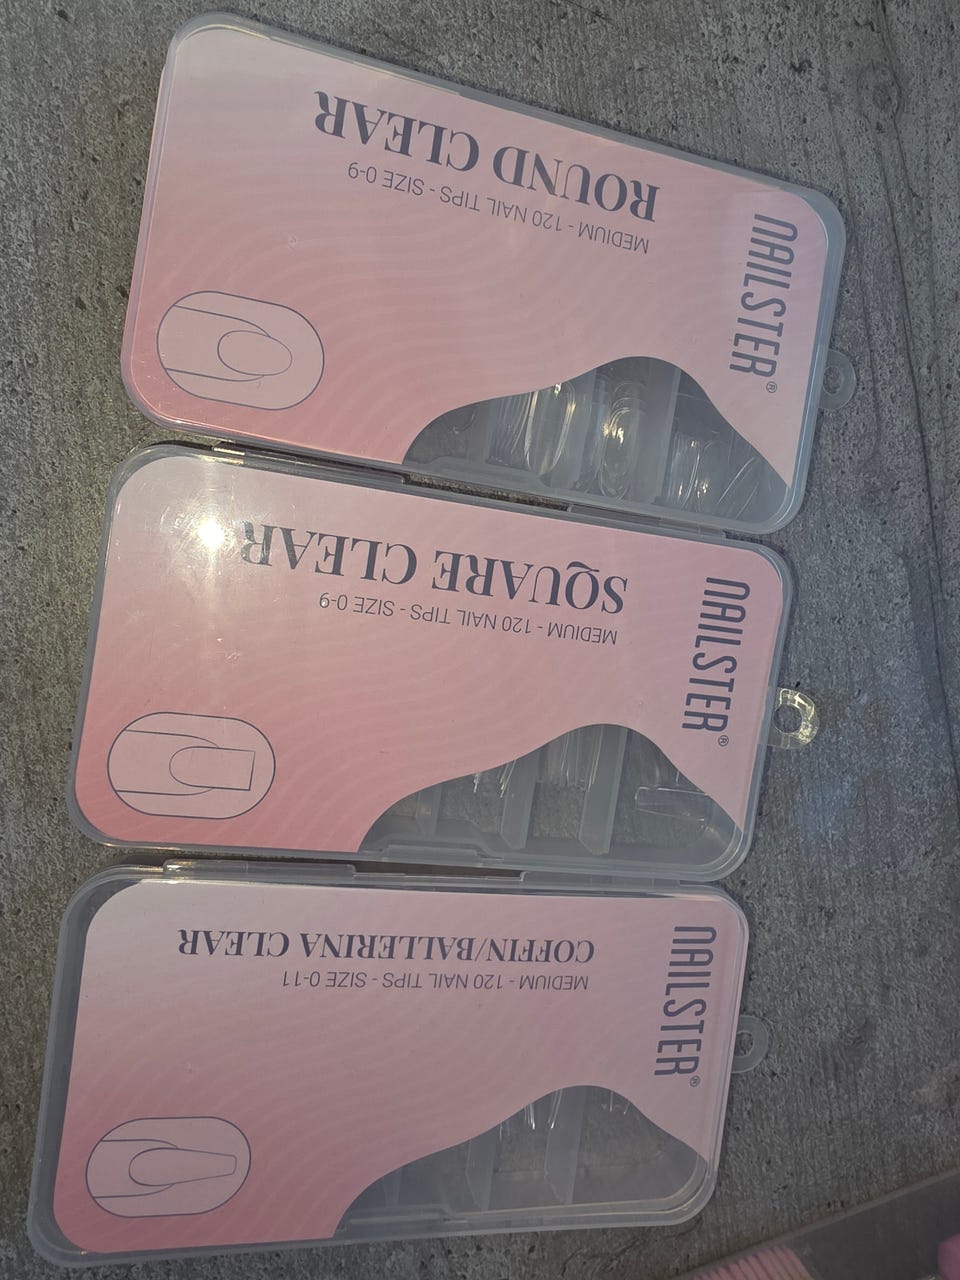 ROUND CLEAR
MEDIUM - 120 NAIL TIPS - SIZE 0-9
NAILSTER®
SQUARE CLEAR
MEDIUM - 120 NAIL TIPS - SIZE 0-9
NAILSTER®
COFFIN/BALLERINA CLEAR
MEDIUM - 120 NAIL TIPS - SIZE 0-11
NAILSTER®